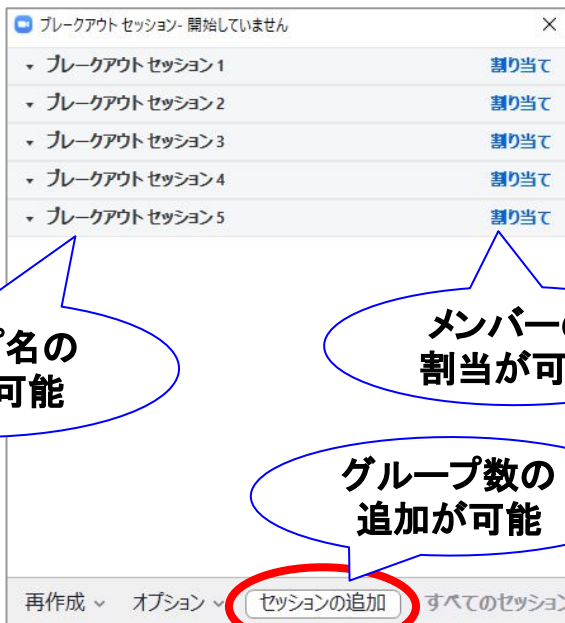 ブレークアウト セッション- 開始していません
ブレークアウト セッション 1 割り当て
ブレークアウト セッション 2 割り当て
ブレークアウト セッション 3 割り当て
ブレークアウト セッション 4 割り当て
ブレークアウト セッション 5 割り当て
プ名の
可能
メンバーの
割当が可
グループ数の
追加が可能
再作成 オプション セッションの追加 すべてのセッション